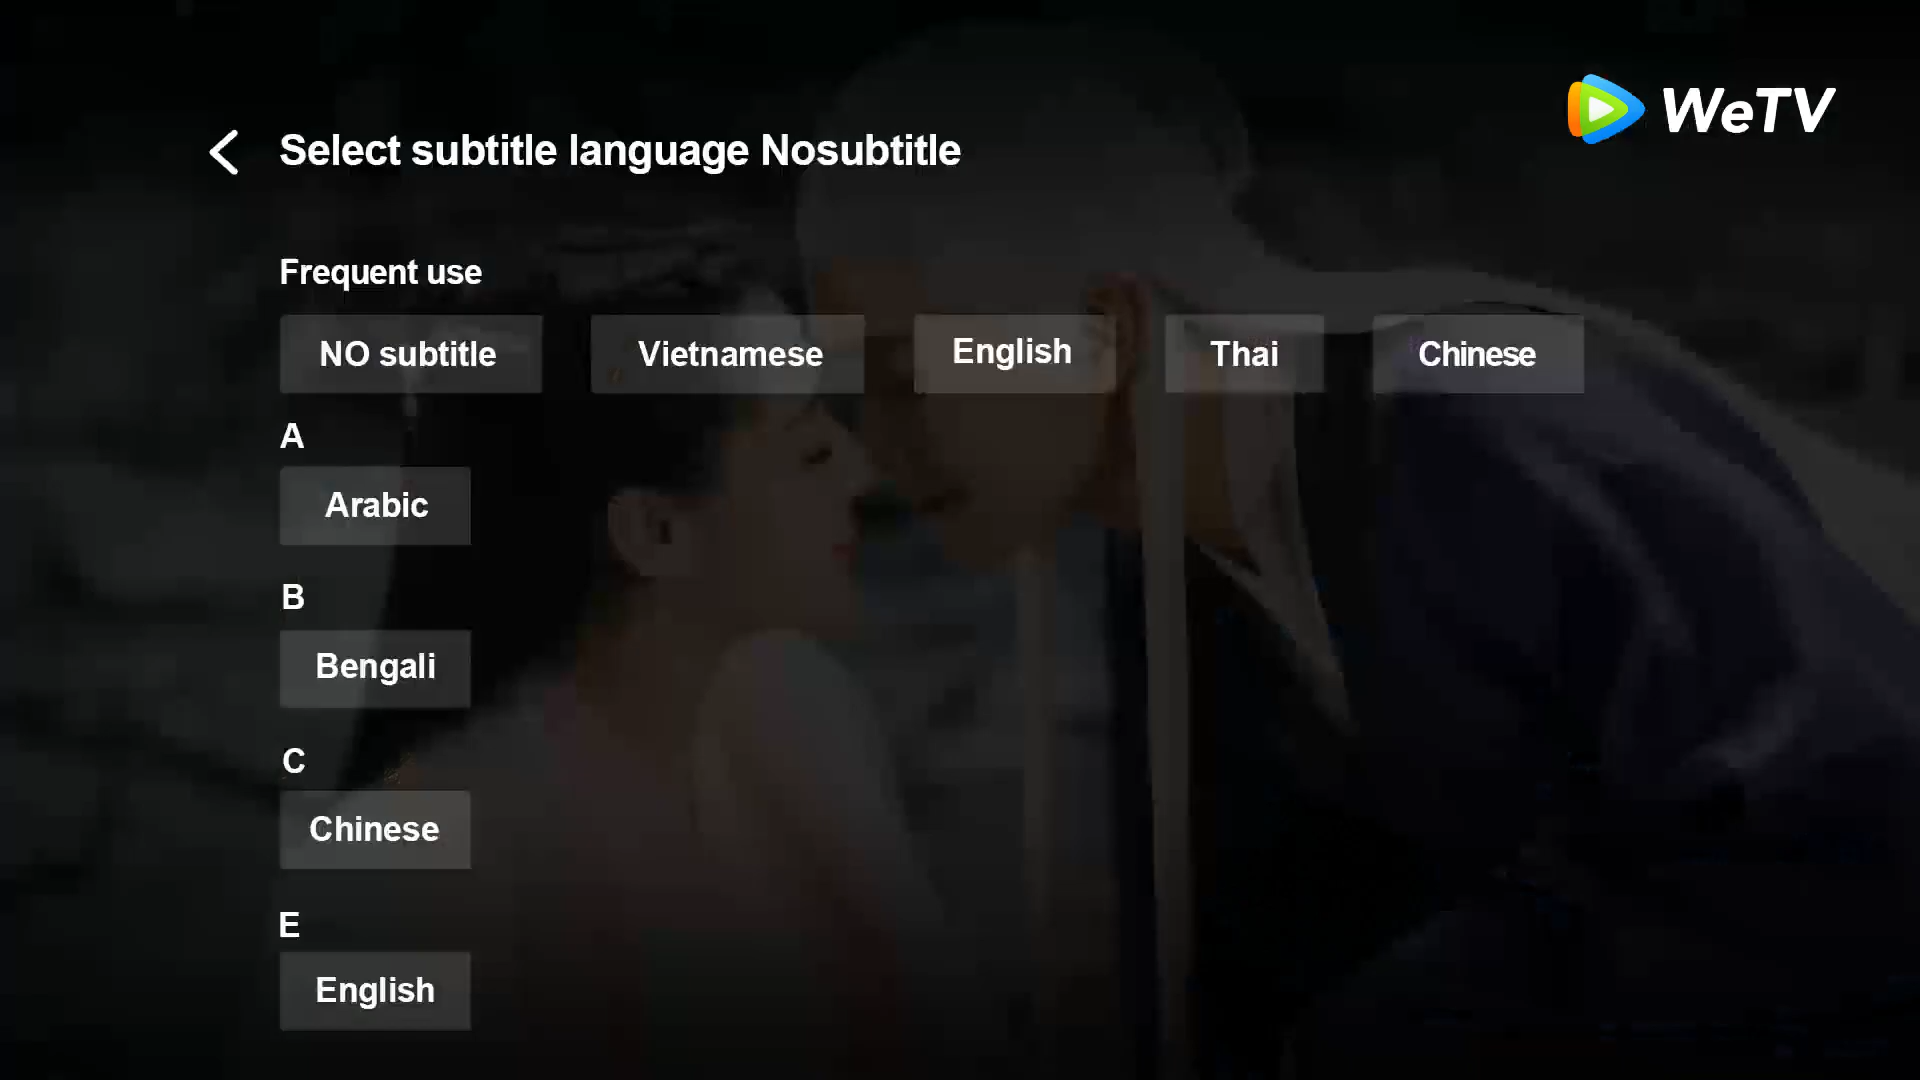 WeTV
Select subtitle language Nosubtitle
Frequent use
NO subtitle Vietnamese English Thai Chinese
A
Arabic
B
Bengali
C
Chinese
E
English